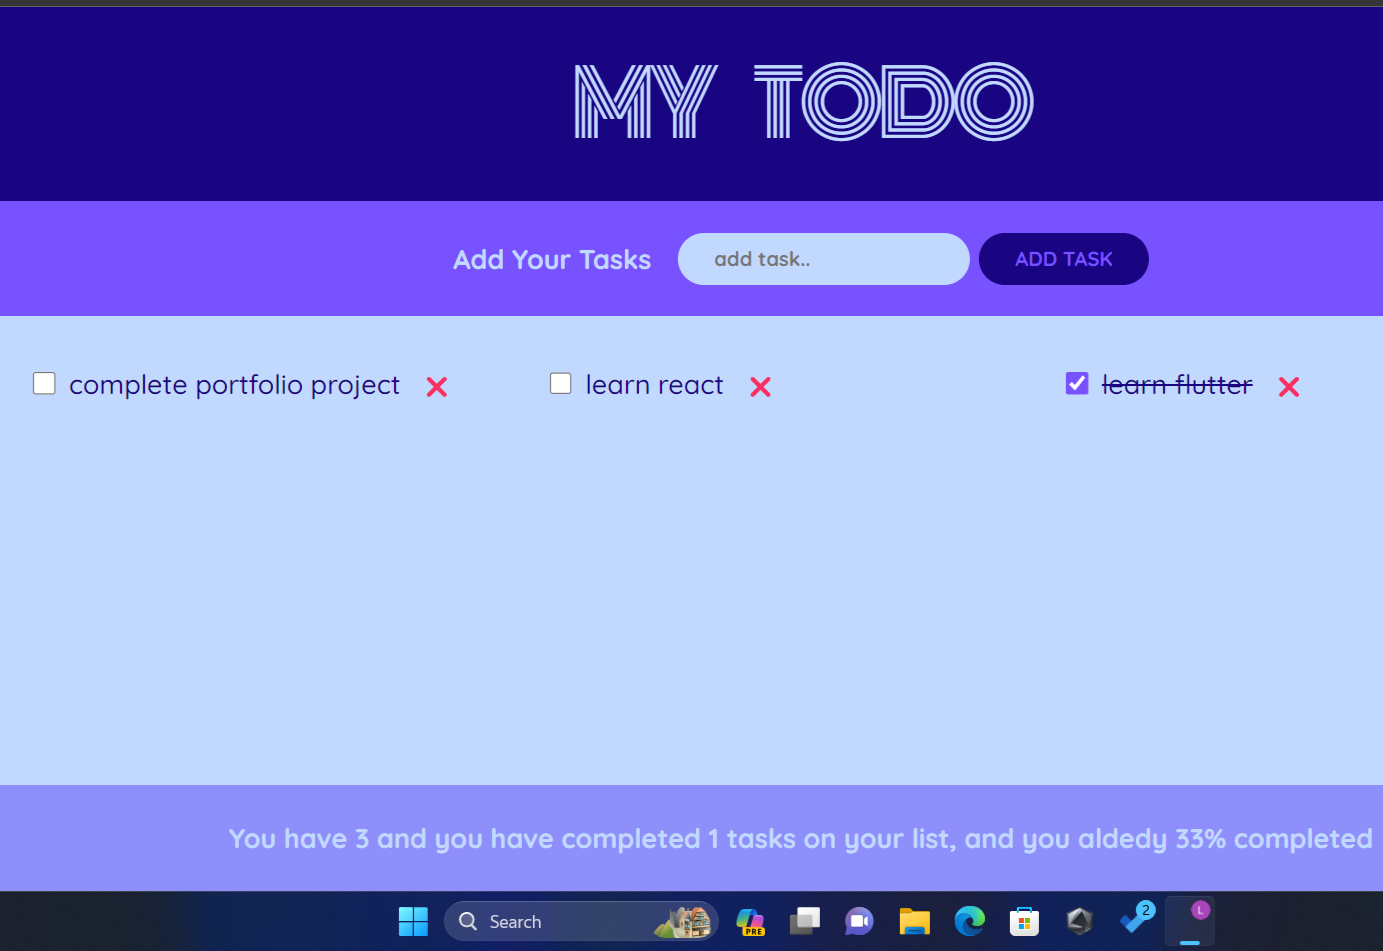 MY TODO
Add Your Tasks add task.. ADD TASK
complete portfolio project learn react learn flutter
You have 3 and you have completed 1 tasks on your list, and you aldedy 33% completed
Search PRE 2 L